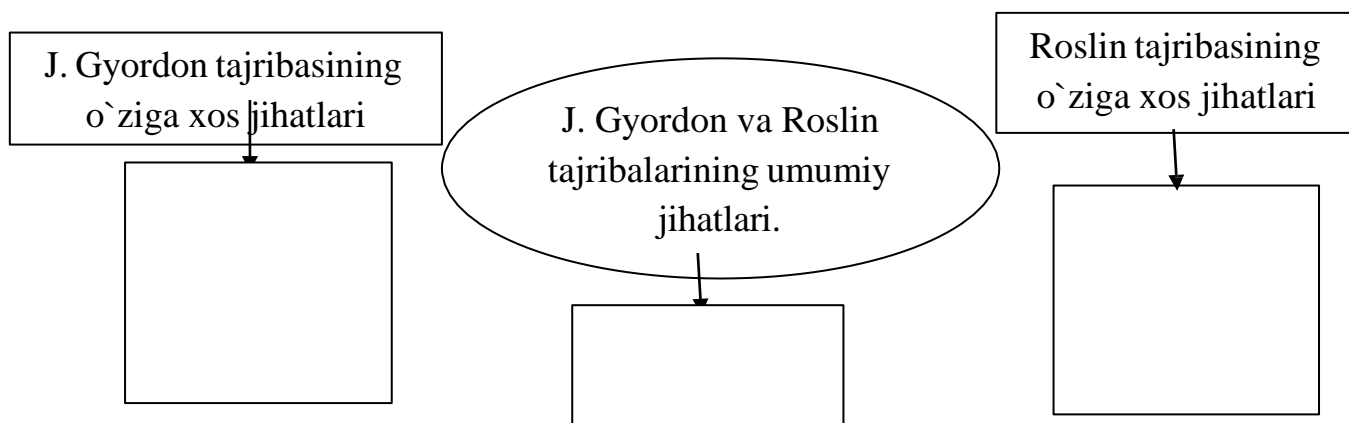 J. Gyordon tajribasining
o`ziga xos jihatlari
J. Gyordon va Roslin
tajribalarining umumiy
jihatlari.
Roslin tajribasining
o`ziga xos jihatlari